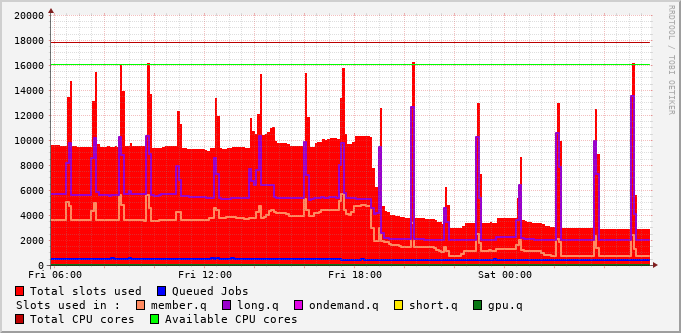 20000
18000
16000
14000
12000
10000
8000
6000
4000
2000
0
Fri 06:00 Fri 12:00 Fri 18:00 Sat 00:00
Total slots used Queued Jobs
Slots used in : member.q long.q ondemand.q short.q gpu.q
Total CPU cores Available CPU cores
RRDTOOL / TOBI OETIKER